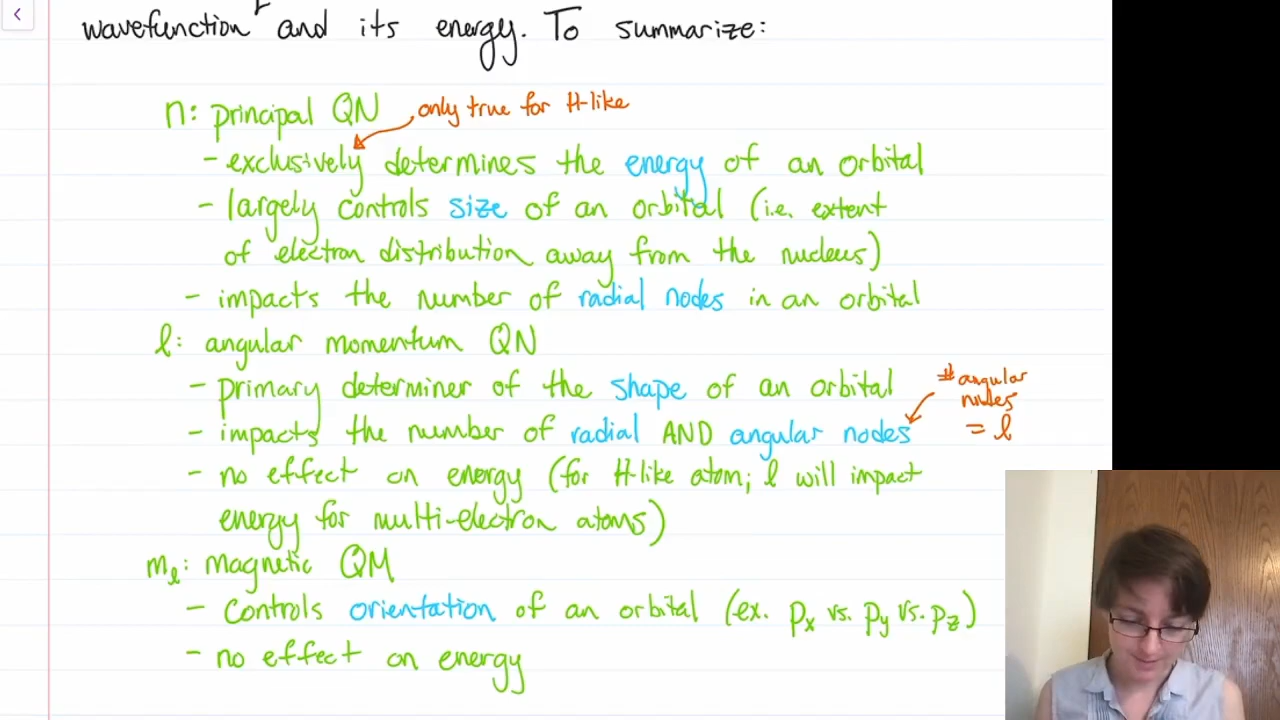 wavefunction and its energy. To summarize:
n: principal QN
only true for H-like
- exclusively determines the energy of an orbital
- largely controls size of an orbital (i.e. extent
of electron distribution away from the nucleus)
- impacts the number of radial nodes in an orbital
l: angular momentum QN
- primary determiner of the shape of an orbital
- impacts the number of radial AND angular nodes
# angular
nodes
= l
- no effect on energy (for H-like atom; l will impact
energy for multi-electron atoms)
mₗ: magnetic QM
- controls orientation of an orbital (ex. pₓ vs. py vs. pz)
- no effect on energy